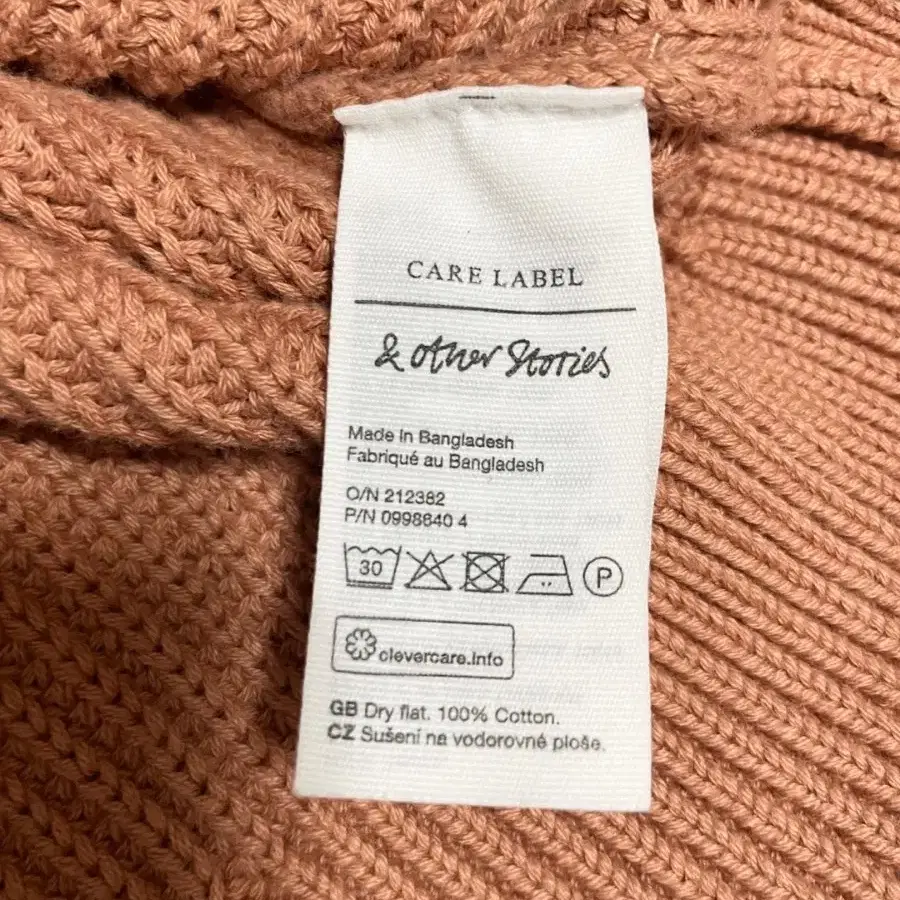 CARE LABEL
& other Stories
Made in Bangladesh
Fabriqué au Bangladesh
O/N 212382
P/N 0998640 4
30
P
clevercare.info
GB Dry flat. 100% Cotton.
CZ Sušení na vodorovné ploše.